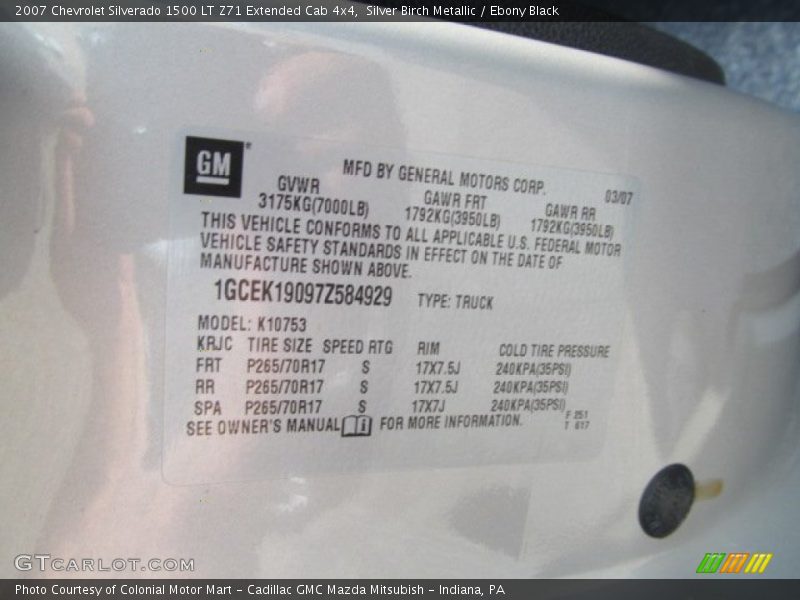 2007 Chevrolet Silverado 1500 LT Z71 Extended Cab 4x4, Silver Birch Metallic / Ebony Black
GM
MFD BY GENERAL MOTORS CORP.
03/07
GVWR GAWR FRT GAWR RR
3175KG(7000LB) 1792KG(3950LB) 1792KG(3950LB)
THIS VEHICLE CONFORMS TO ALL APPLICABLE U.S. FEDERAL MOTOR
VEHICLE SAFETY STANDARDS IN EFFECT ON THE DATE OF
MANUFACTURE SHOWN ABOVE.
1GCEK19097Z584929 TYPE: TRUCK
MODEL: K10753
KRJC TIRE SIZE SPEED RTG RIM COLD TIRE PRESSURE
FRT P265/70R17 S 17X7.5J 240KPA(35PSI)
RR P265/70R17 S 17X7.5J 240KPA(35PSI)
SPA P265/70R17 S 17X7J 240KPA(35PSI)
SEE OWNER'S MANUAL FOR MORE INFORMATION.
F 251
T 617
GTCARLOT.COM
Photo Courtesy of Colonial Motor Mart - Cadillac GMC Mazda Mitsubish - Indiana, PA